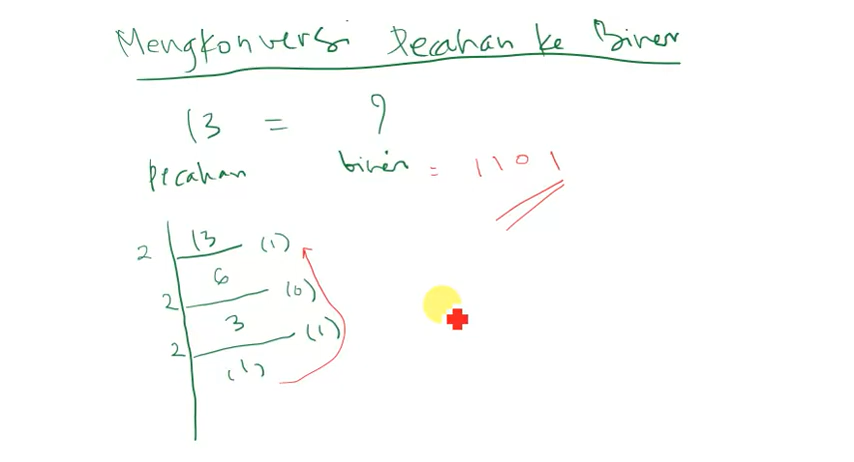 Mengkonversi Pecahan ke Biner
13 = ?
Pecahan biner = 1101
2 13 (1)
2 6 (0)
2 3 (1)
(1)